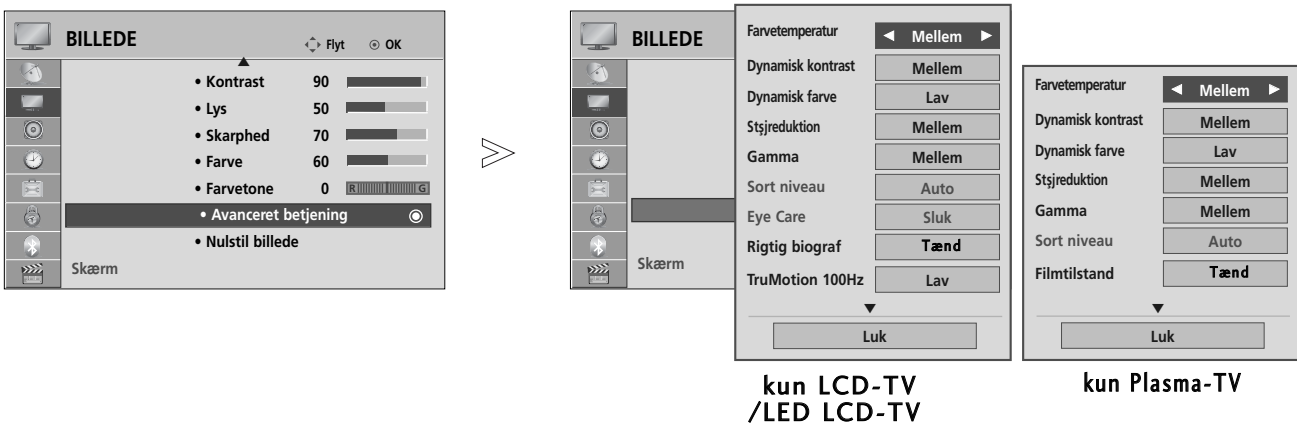 BILLEDE
Flyt
OK
• Kontrast 90
• Lys 50
• Skarphed 70
• Farve 60
• Farvetone 0 R G
• Avanceret betjening
• Nulstil billede
Skærm
BILLEDE
Skærm
Farvetemperatur Mellem
Dynamisk kontrast Mellem
Dynamisk farve Lav
Stsjreduktion Mellem
Gamma Mellem
Sort niveau Auto
Eye Care Sluk
Rigtig biograf Tænd
TruMotion 100Hz Lav
Luk
kun LCD-TV
/LED LCD-TV
Farvetemperatur Mellem
Dynamisk kontrast Mellem
Dynamisk farve Lav
Stsjreduktion Mellem
Gamma Mellem
Sort niveau Auto
Filmtilstand Tænd
Luk
kun Plasma-TV